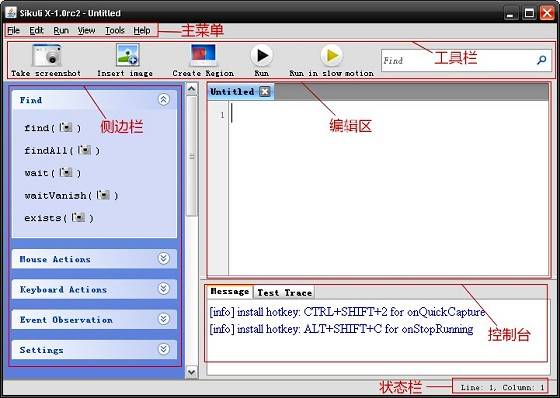 Sikuli X-1.0rc2 - Untitled
File Edit Run View Tools Help
主菜单
Take screenshot Insert image Create Region Run Run in slow motion Find
工具栏
Find
侧边栏
find( )
findAll( )
wait( )
waitVanish( )
exists( )
Mouse Actions
Keyboard Actions
Event Observation
Settings
Untitled
1
编辑区
Message Test Trace
[info] install hotkey: CTRL+SHIFT+2 for onQuickCapture
[info] install hotkey: ALT+SHIFT+C for onStopRunning
控制台
状态栏
Line: 1, Column: 1